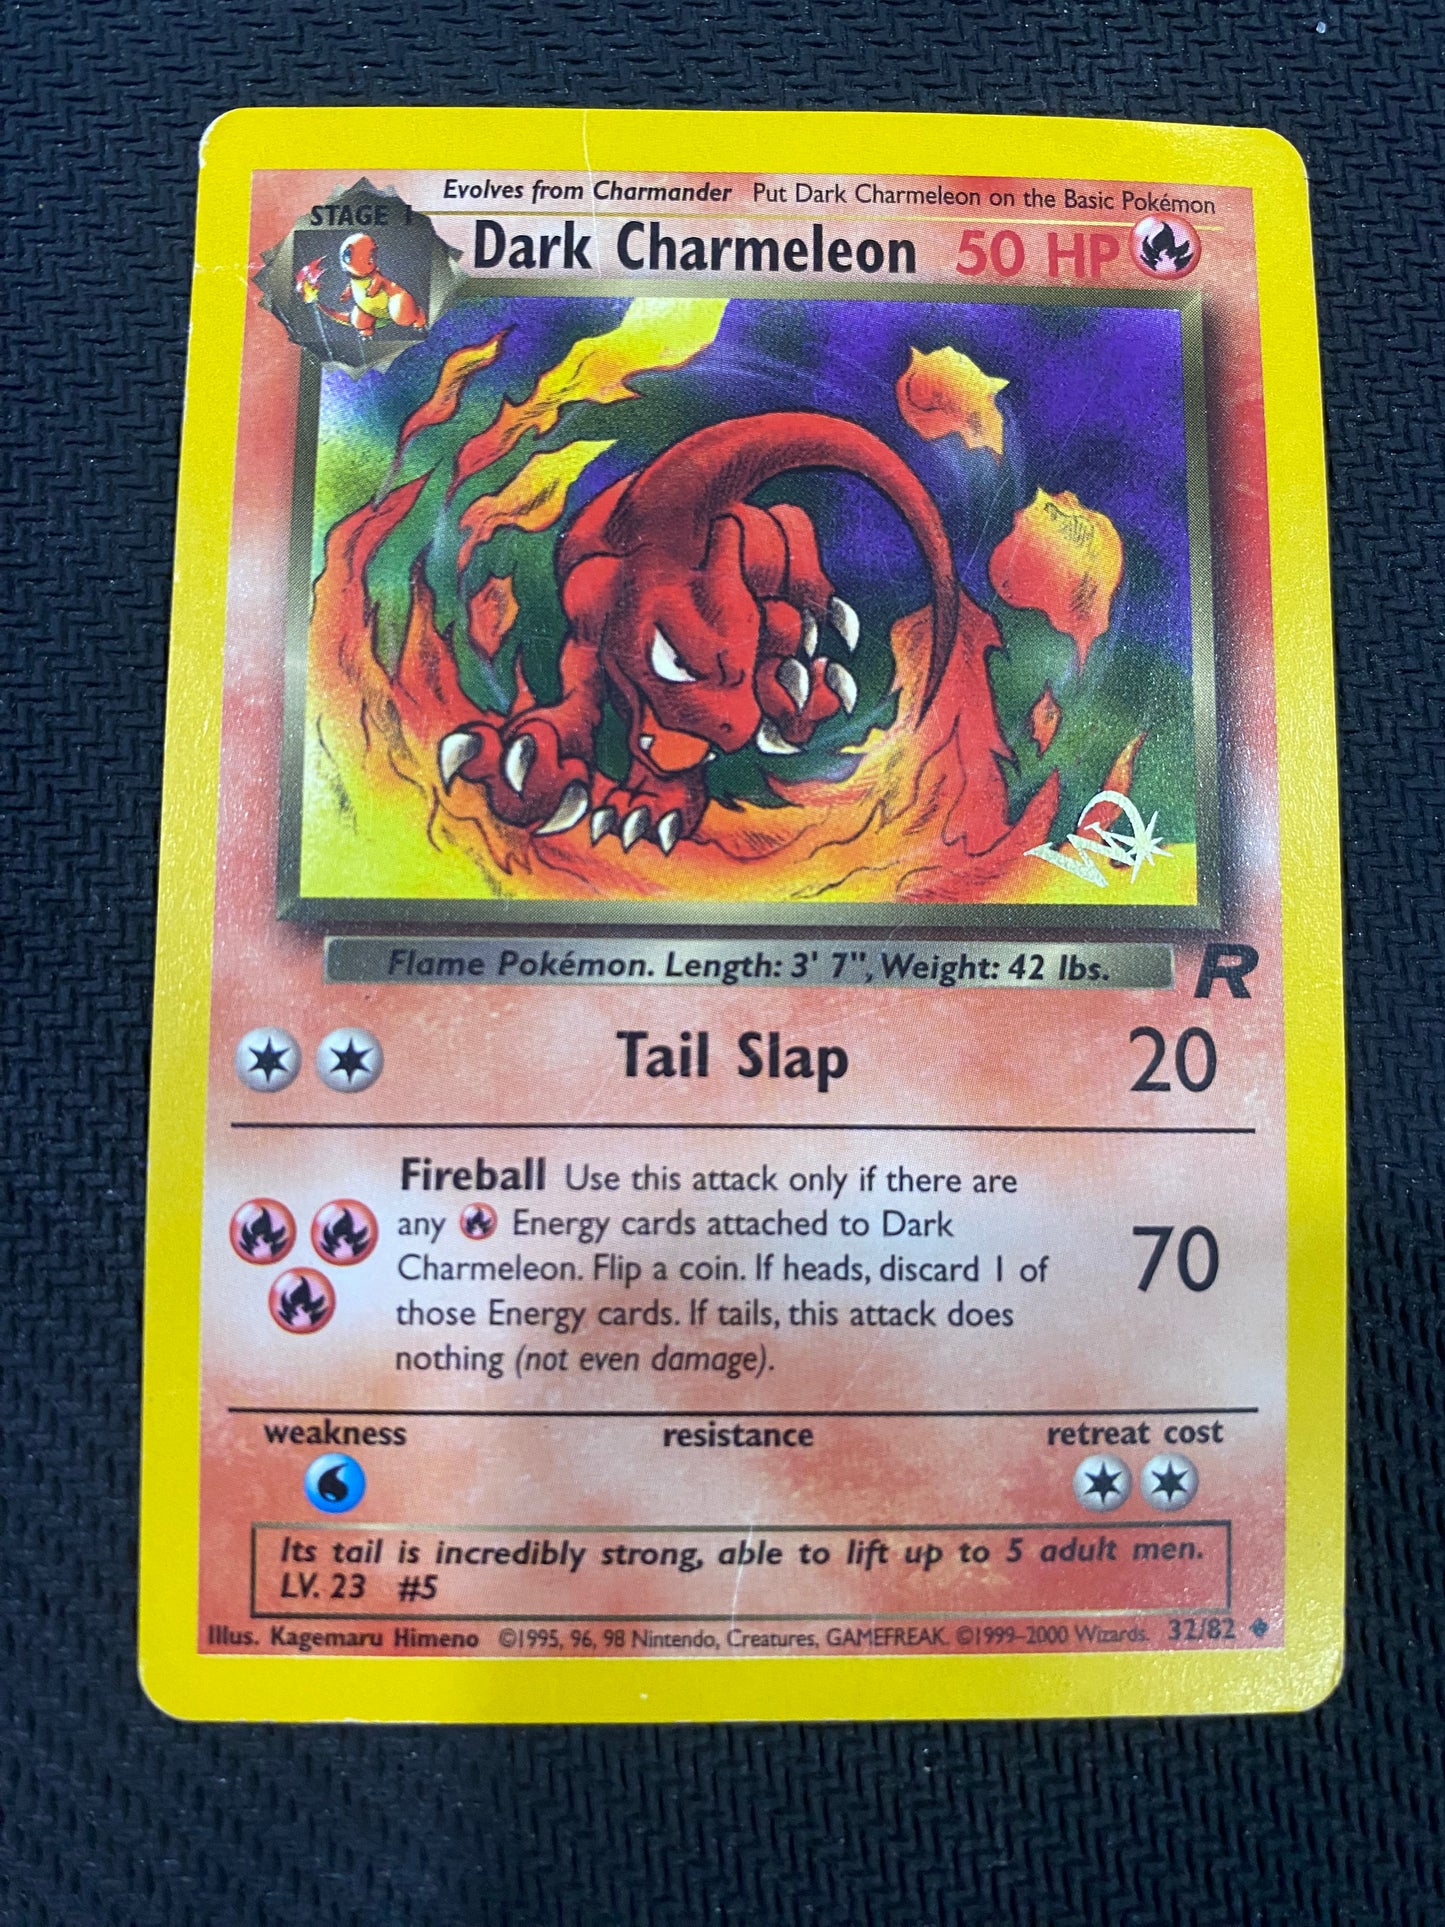 Evolves from Charmander Put Dark Charmeleon on the Basic Pokémon
STAGE 1
Dark Charmeleon 50 HP
W
Flame Pokémon. Length: 3' 7", Weight: 42 lbs.
R
Tail Slap 20
Fireball Use this attack only if there are
any Energy cards attached to Dark
Charmeleon. Flip a coin. If heads, discard 1 of
those Energy cards. If tails, this attack does
nothing (not even damage).
70
weakness resistance retreat cost
Its tail is incredibly strong, able to lift up to 5 adult men.
LV. 23 #5
Illus. Kagemaru Himeno ©1995, 96, 98 Nintendo, Creatures, GAMEFREAK. ©1999-2000 Wizards. 32/82